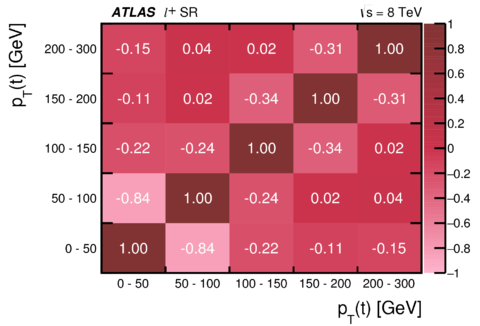 ATLAS l⁺ SR √s = 8 TeV
p_T(t) [GeV]
200 - 300 -0.15 0.04 0.02 -0.31 1.00
150 - 200 -0.11 0.02 -0.34 1.00 -0.31
100 - 150 -0.22 -0.24 1.00 -0.34 0.02
50 - 100 -0.84 1.00 -0.24 0.02 0.04
0 - 50 1.00 -0.84 -0.22 -0.11 -0.15
0 - 50 50 - 100 100 - 150 150 - 200 200 - 300
p_T(t) [GeV]
1
0.8
0.6
0.4
0.2
0
-0.2
-0.4
-0.6
-0.8
-1